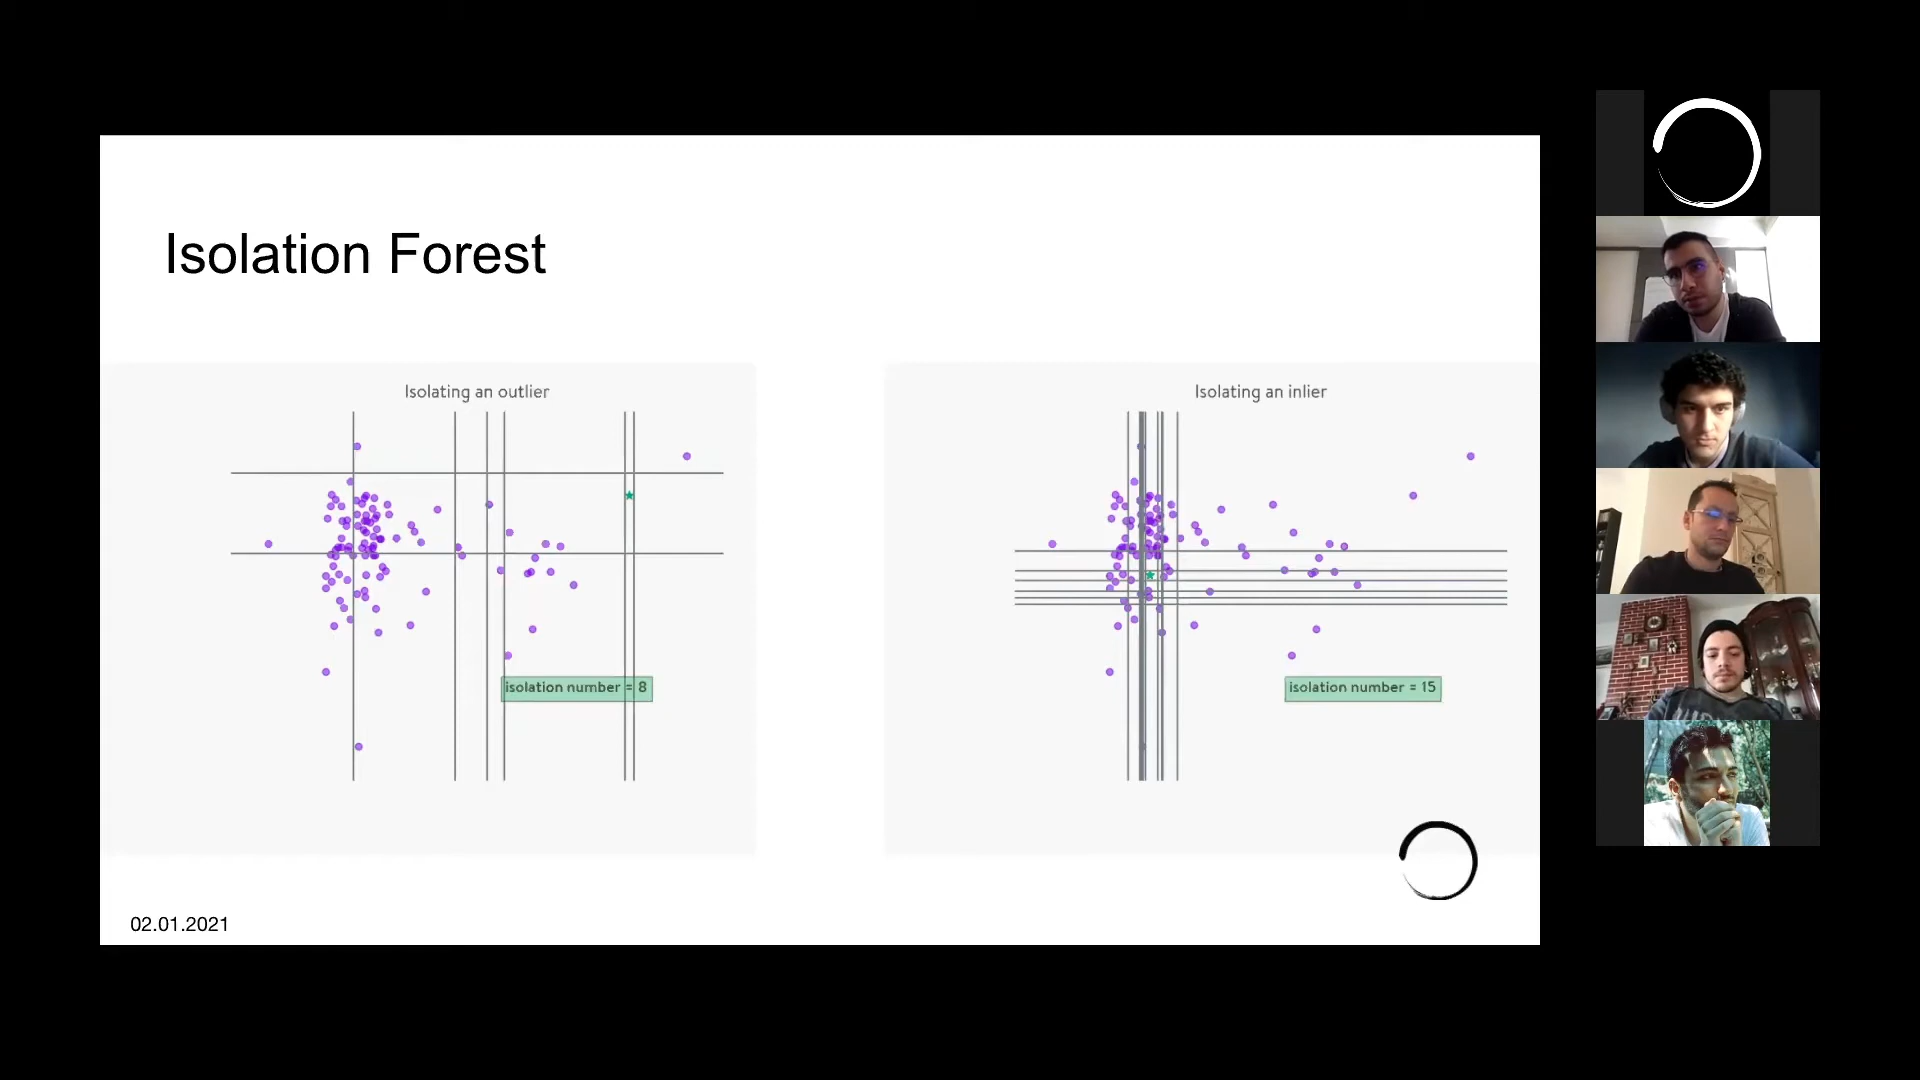 Isolation Forest
Isolating an outlier
isolation number = 8
Isolating an inlier
isolation number = 15
02.01.2021